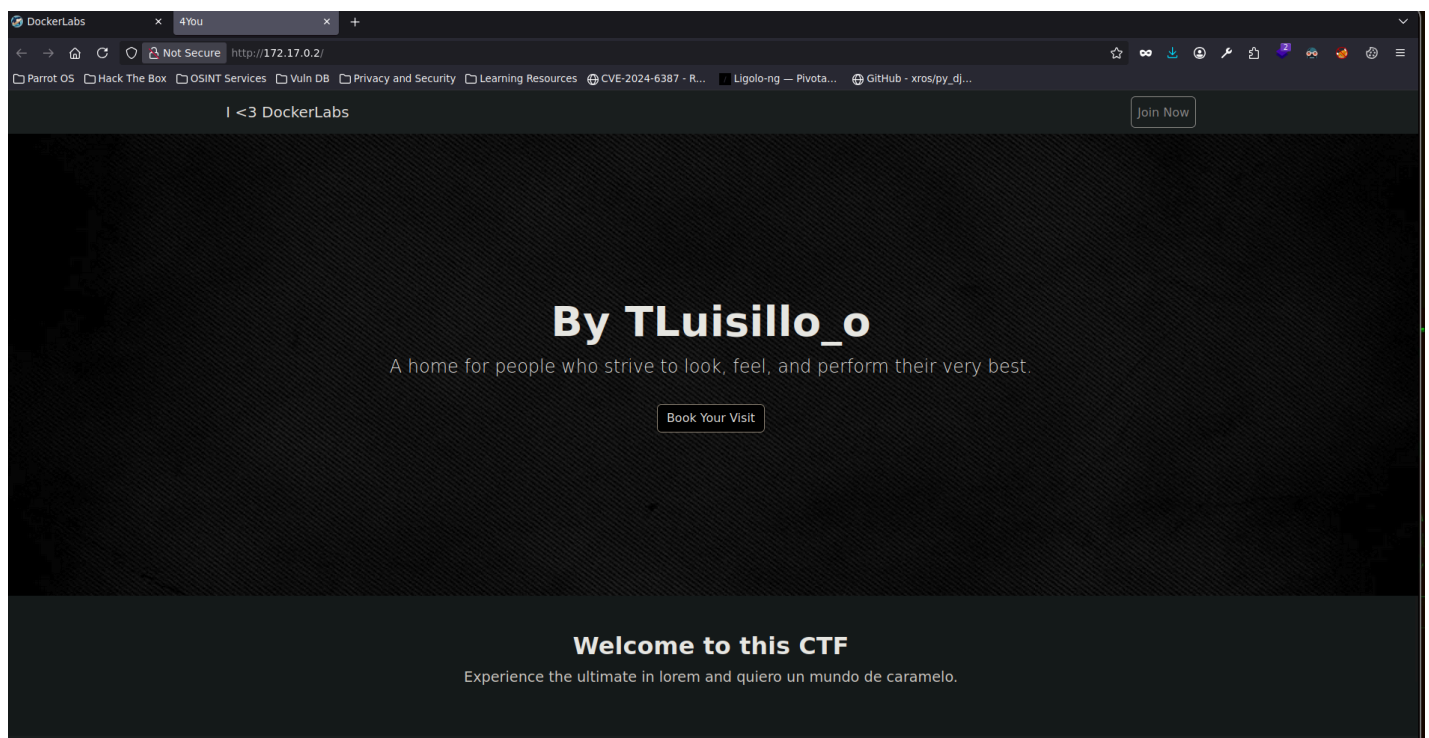 DockerLabs
4You
Not Secure http://172.17.0.2/
2
Parrot OS Hack The Box OSINT Services Vuln DB Privacy and Security Learning Resources CVE-2024-6387 - R... Ligolo-ng — Pivota... GitHub - xros/py_dj...
I <3 DockerLabs
Join Now
By TLuisillo_o
A home for people who strive to look, feel, and perform their very best.
Book Your Visit
Welcome to this CTF
Experience the ultimate in lorem and quiero un mundo de caramelo.